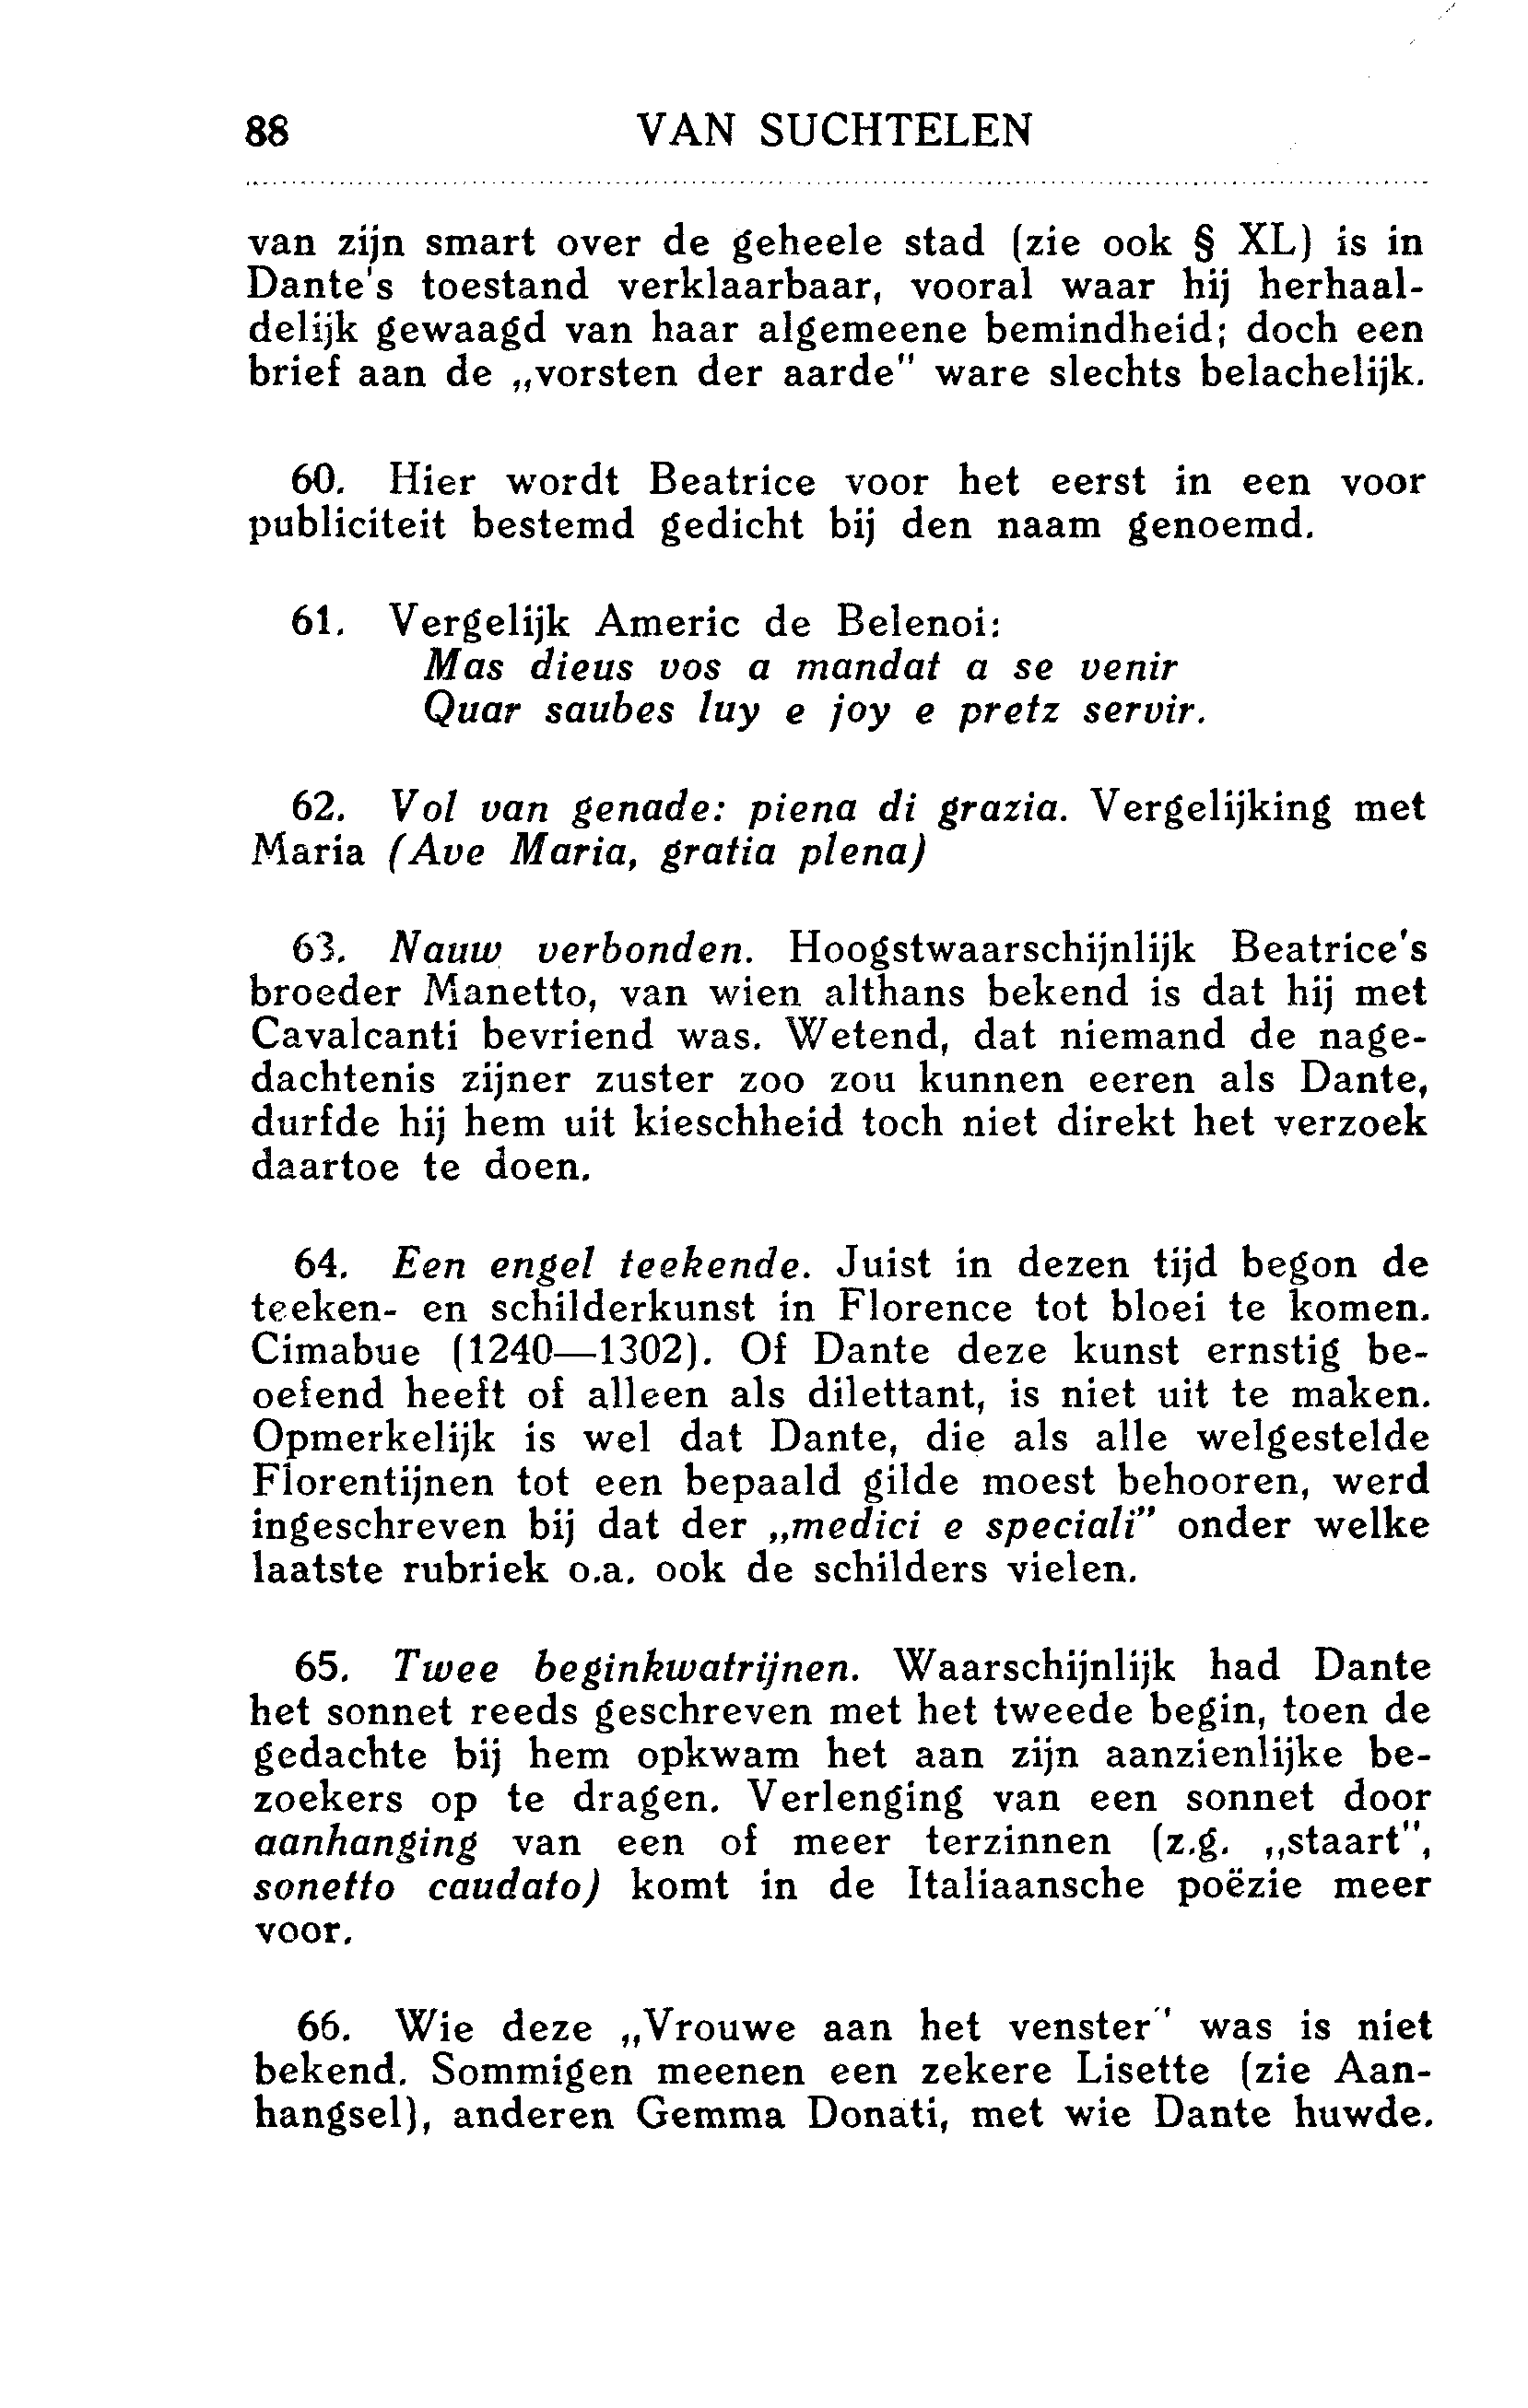 88 VAN SUCHTELEN
van zijn smart over de geheele stad (zie ook § XL) is in
Dante's toestand verklaarbaar, vooral waar hij herhaal-
delijk gewaagd van haar algemeene bemindheid; doch een
brief aan de „vorsten der aarde" ware slechts belachelijk.
60. Hier wordt Beatrice voor het eerst in een voor
publiciteit bestemd gedicht bij den naam genoemd.
61. Vergelijk Americ de Belenoi:
Mas dieus vos a mandat a se venir
Quar saubes luy e joy e pretz servir.
62. Vol van genade: piena di grazia. Vergelijking met
Maria (Ave Maria, gratia plena)
63. Nauw verbonden. Hoogstwaarschijnlijk Beatrice's
broeder Manetto, van wien althans bekend is dat hij met
Cavalcanti bevriend was. Wetend, dat niemand de nage-
dachtenis zijner zuster zoo zou kunnen eeren als Dante,
durfde hij hem uit kieschheid toch niet direkt het verzoek
daartoe te doen.
64. Een engel teekende. Juist in dezen tijd begon de
teeken- en schilderkunst in Florence tot bloei te komen.
Cimabue (1240—1302). Of Dante deze kunst ernstig be-
oefend heeft of alleen als dilettant, is niet uit te maken.
Opmerkelijk is wel dat Dante, die als alle welgestelde
Florentijnen tot een bepaald gilde moest behooren, werd
ingeschreven bij dat der „medici e speciali" onder welke
laatste rubriek o.a. ook de schilders vielen.
65. Twee beginkwatrijnen. Waarschijnlijk had Dante
het sonnet reeds geschreven met het tweede begin, toen de
gedachte bij hem opkwam het aan zijn aanzienlijke be-
zoekers op te dragen. Verlenging van een sonnet door
aanhanging van een of meer terzinnen (z.g. „staart",
sonetto caudato) komt in de Italiaansche poëzie meer
voor.
66. Wie deze „Vrouwe aan het venster" was is niet
bekend. Sommigen meenen een zekere Lisette (zie Aan-
hangsel), anderen Gemma Donati, met wie Dante huwde.